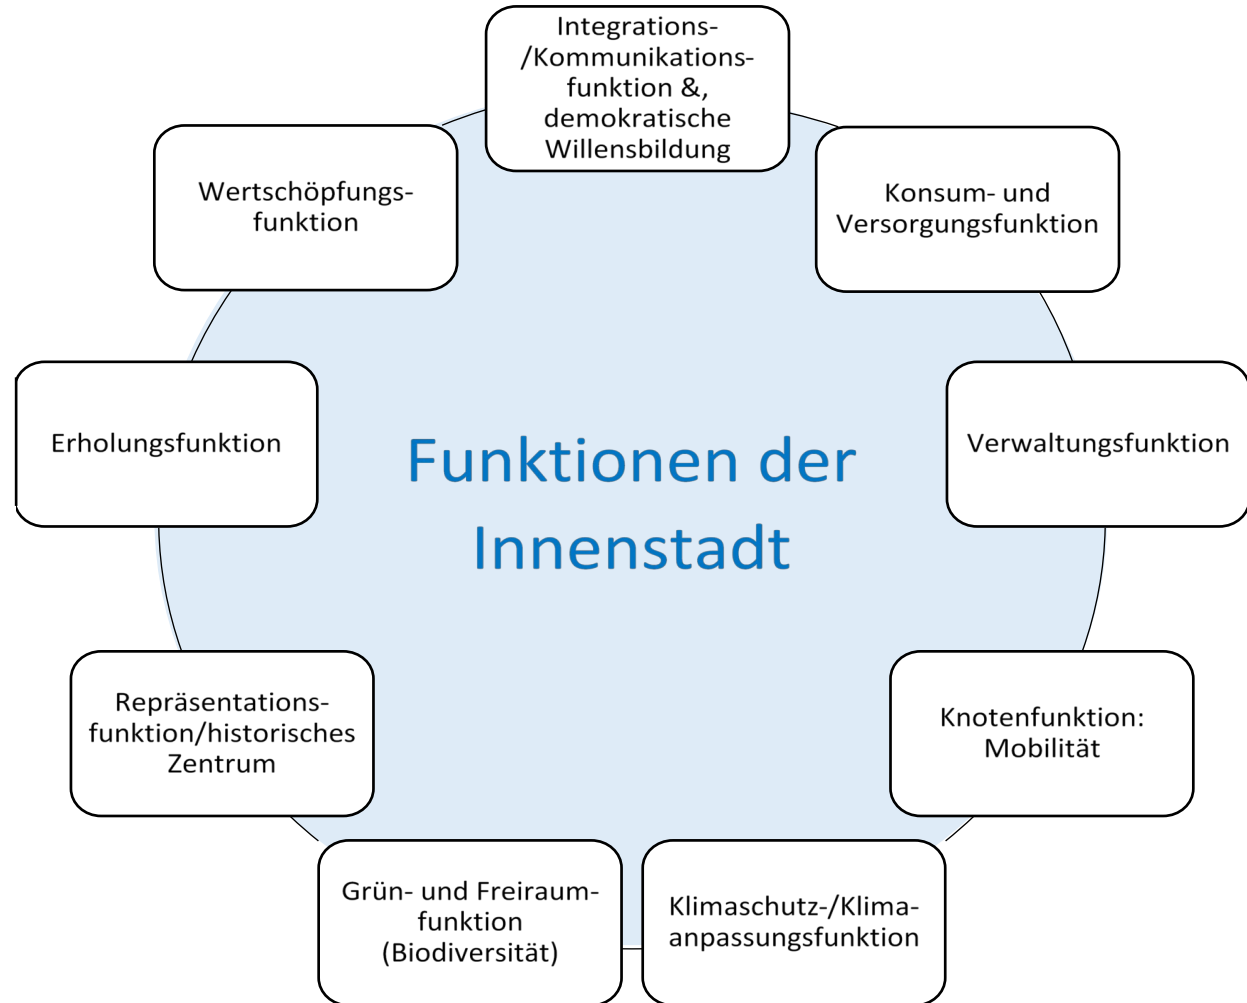 Integrations-
/Kommunikations-
funktion &,
demokratische
Willensbildung
Konsum- und
Versorgungsfunktion
Verwaltungsfunktion
Knotenfunktion:
Mobilität
Klimaschutz-/Klima-
anpassungsfunktion
Grün- und Freiraum-
funktion
(Biodiversität)
Repräsentations-
funktion/historisches
Zentrum
Erholungsfunktion
Wertschöpfungs-
funktion
Funktionen der
Innenstadt